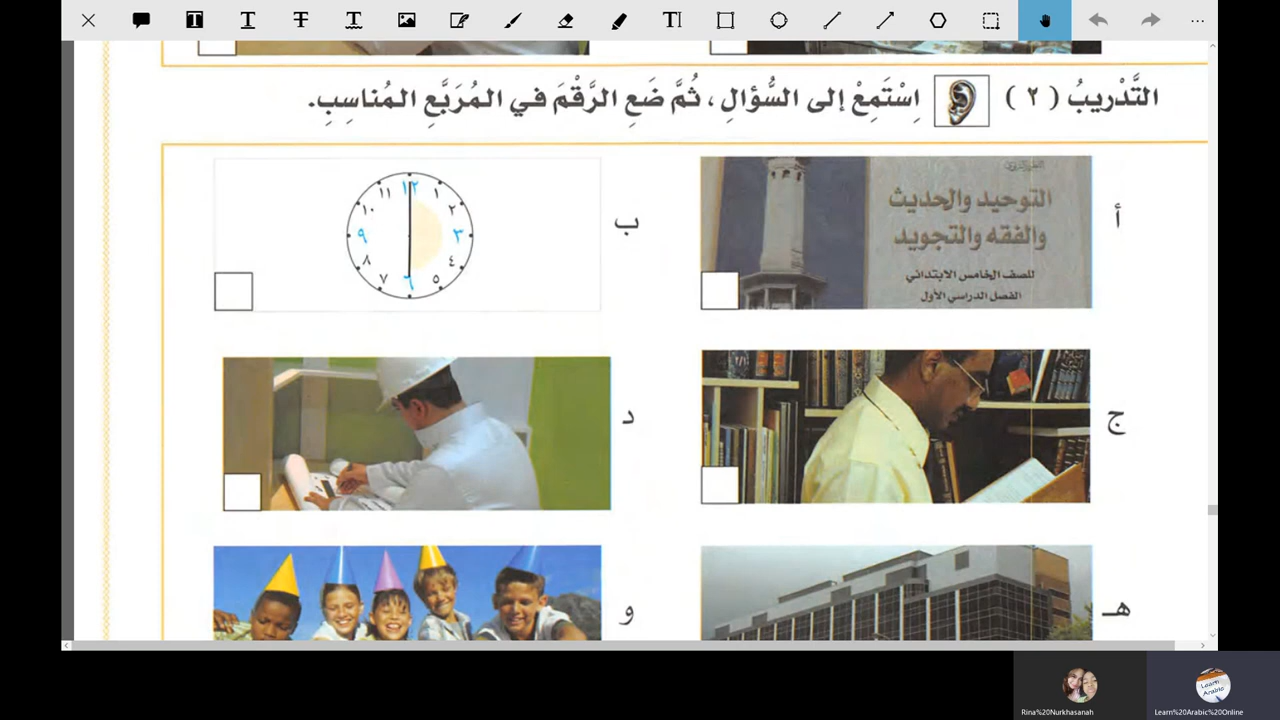 التَّدْرِيبُ ( ٢ ) اِسْتَمِعْ إلى السُّؤالِ ، ثُمَّ ضَعِ الرَّقْمَ في المُرَبَّعِ المُناسِبِ.
أ
التوحيد والحديث
والفقه والتجويد
للصف الخامس الابتدائي
الفصل الدراسي الأول
ب
١٢
١
٢
٣
٤
٥
٦
٧
٨
٩
١٠
١١
ج
د
هـ
و
Rina%20Nurkhasanah
Learn%20Arabic%20Online
Learn
Arabic